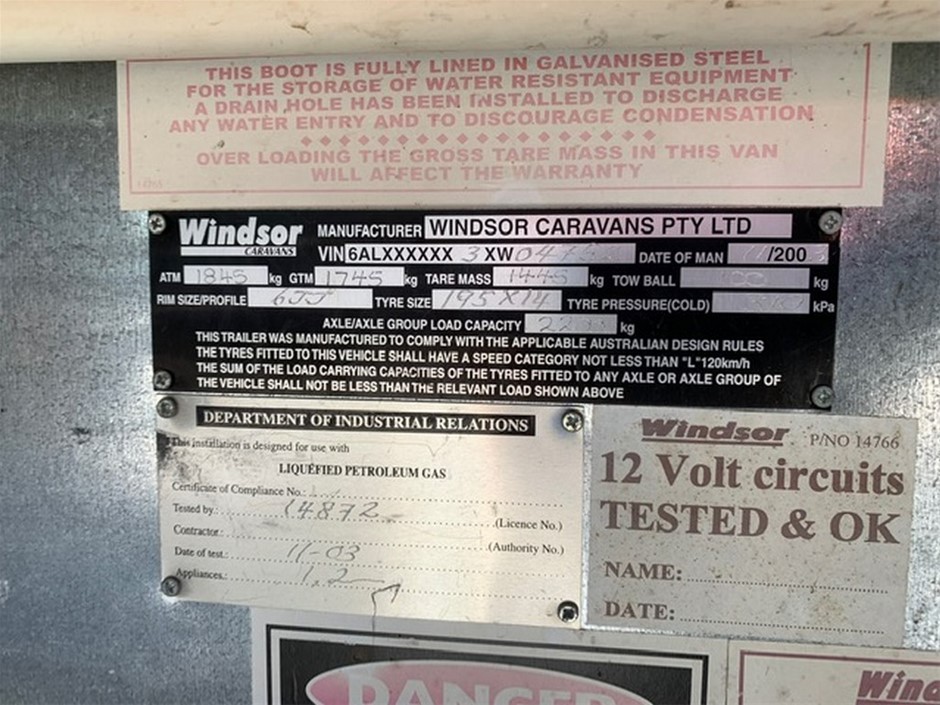 THIS BOOT IS FULLY LINED IN GALVANISED STEEL
FOR THE STORAGE OF WATER RESISTANT EQUIPMENT
A DRAIN HOLE HAS BEEN INSTALLED TO DISCHARGE
ANY WATER ENTRY AND TO DISCOURAGE CONDENSATION
OVER LOADING THE GROSS TARE MASS IN THIS VAN
WILL AFFECT THE WARRANTY
Windsor CARAVANS MANUFACTURER WINDSOR CARAVANS PTY LTD
VIN 6ALXXXXXX 3 XW DATE OF MAN /200
ATM 1845 kg GTM 1745 kg TARE MASS 1445 kg TOW BALL kg
RIM SIZE/PROFILE 6JJ TYRE SIZE 195X14 TYRE PRESSURE(COLD) kPa
AXLE/AXLE GROUP LOAD CAPACITY kg
THIS TRAILER WAS MANUFACTURED TO COMPLY WITH THE APPLICABLE AUSTRALIAN DESIGN RULES
THE TYRES FITTED TO THIS VEHICLE SHALL HAVE A SPEED CATEGORY NOT LESS THAN "L"120km/h
THE SUM OF THE LOAD CARRYING CAPACITIES OF THE TYRES FITTED TO ANY AXLE OR AXLE GROUP OF
THE VEHICLE SHALL NOT BE LESS THAN THE RELEVANT LOAD SHOWN ABOVE
DEPARTMENT OF INDUSTRIAL RELATIONS
This installation is designed for use with
LIQUEFIED PETROLEUM GAS
Certificate of Compliance No.:
Tested by.: 14872 (Licence No.)
Contractor.: (Authority No.)
Date of test.: 11-03
Appliances.: 1,2
Windsor P/NO 14766
12 Volt circuits
TESTED & OK
NAME:
DATE:
DANGER